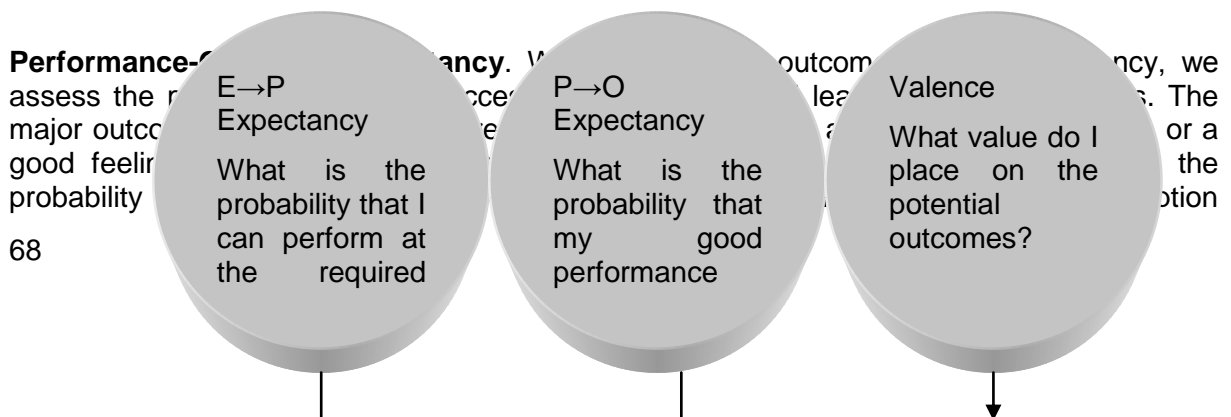 Performance- ancy. outcom ncy, we
assess the lea s. The
major outco or a
good the
probability otion
68
E→P
Expectancy
What is the
probability that I
can perform at
the required
P→O
Expectancy
What is the
probability that
my good
performance
Valence
What value do I
place on the
potential
outcomes?